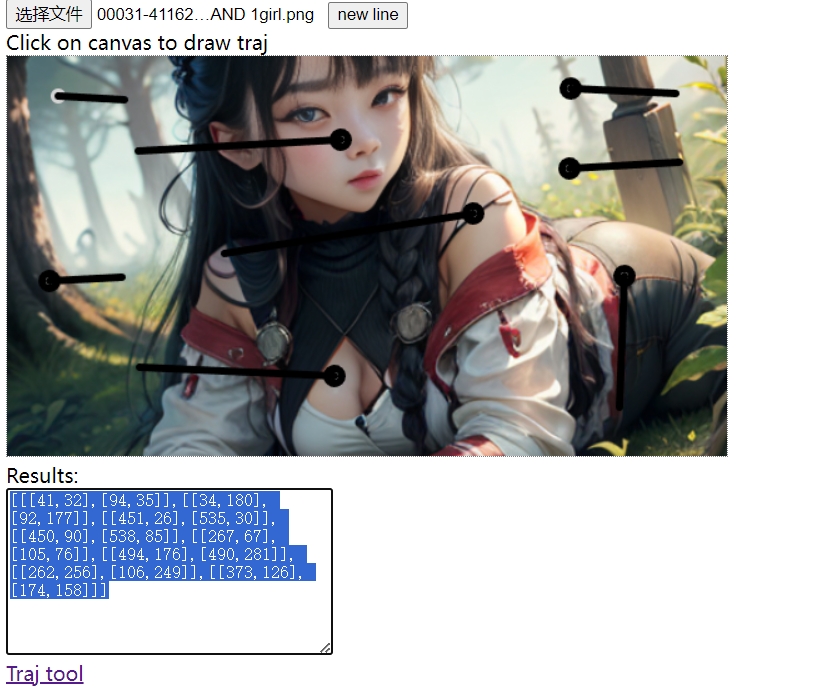 选择文件 00031-41162...AND 1girl.png new line
Click on canvas to draw traj
Results:
[[[41,32],[94,35]],[[34,180],
[92,177]],[[451,26],[535,30]],
[[450,90],[538,85]],[[267,67],
[105,76]],[[494,176],[490,281]],
[[262,256],[106,249]],[[373,126],
[174,158]]]
Traj tool